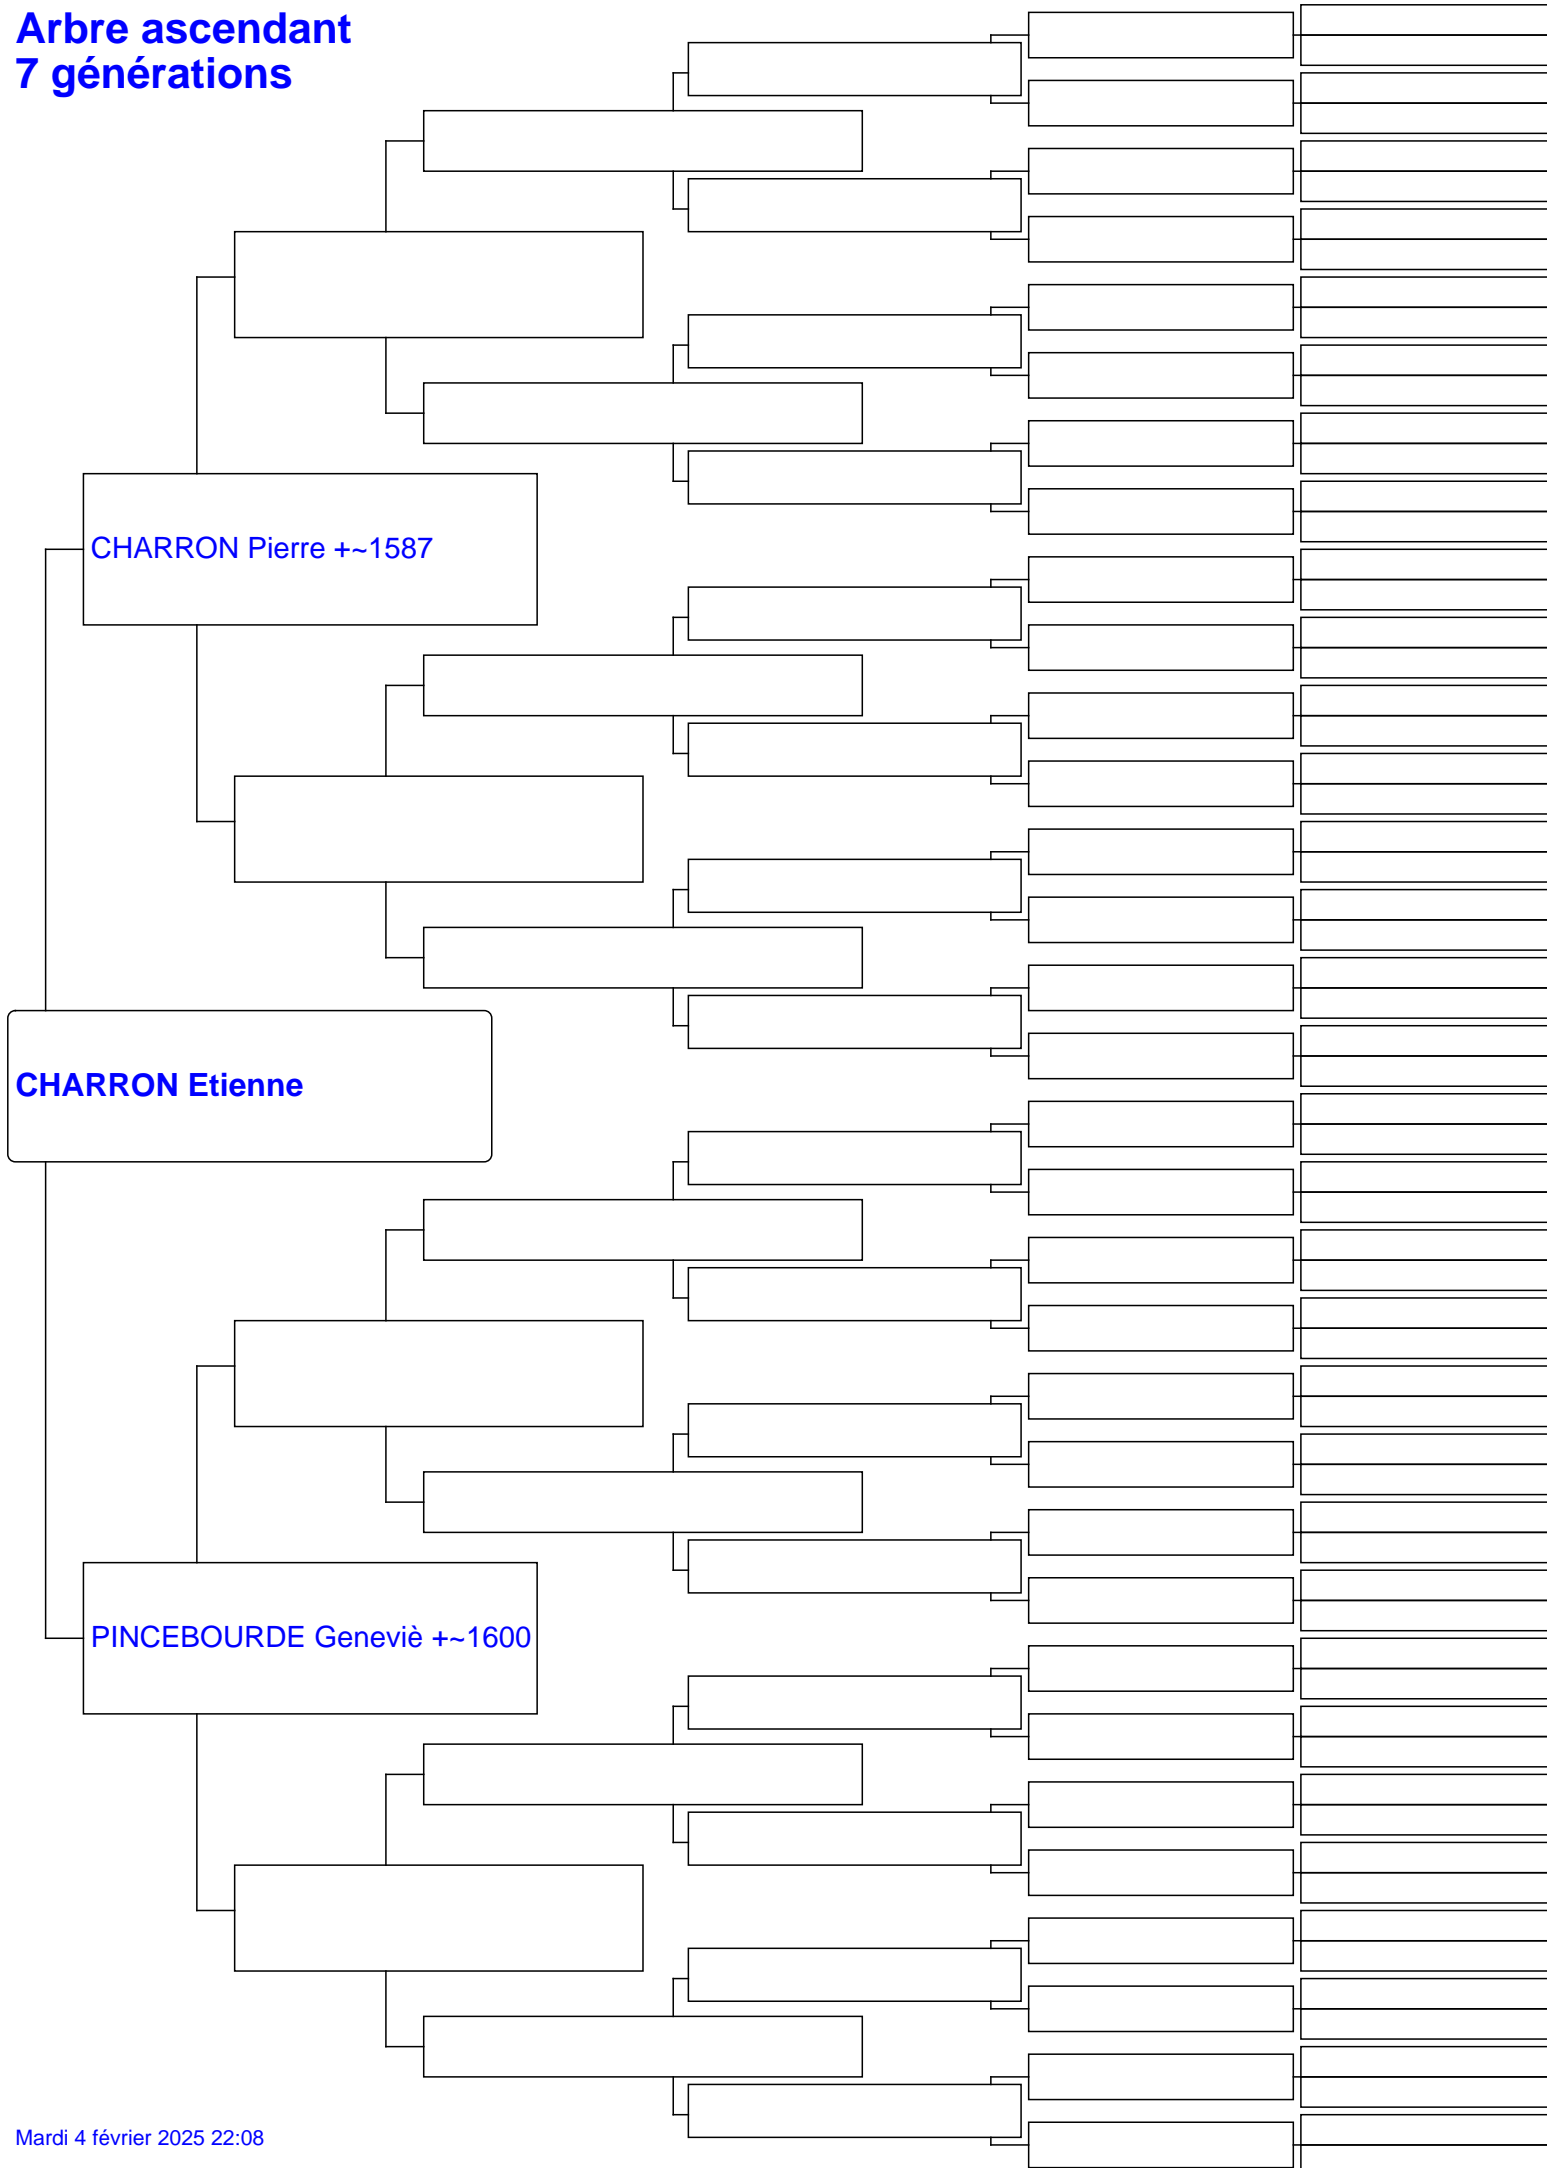 Arbre ascendant
7 générations
CHARRON Pierre +~1587
CHARRON Etienne
PINCEBOURDE Geneviè +~1600
Mardi 4 février 2025 22:08